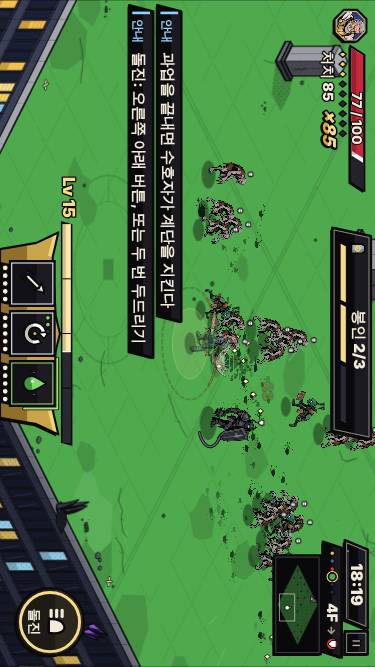 77/100
처치 85
×85
봉인 2/3
18:19
4F
안내
과업을 끝내면 수호자가 계단을 지킨다
안내
돌진: 오른쪽 아래 버튼, 또는 두 번 두드리기
Lv 15
돌진